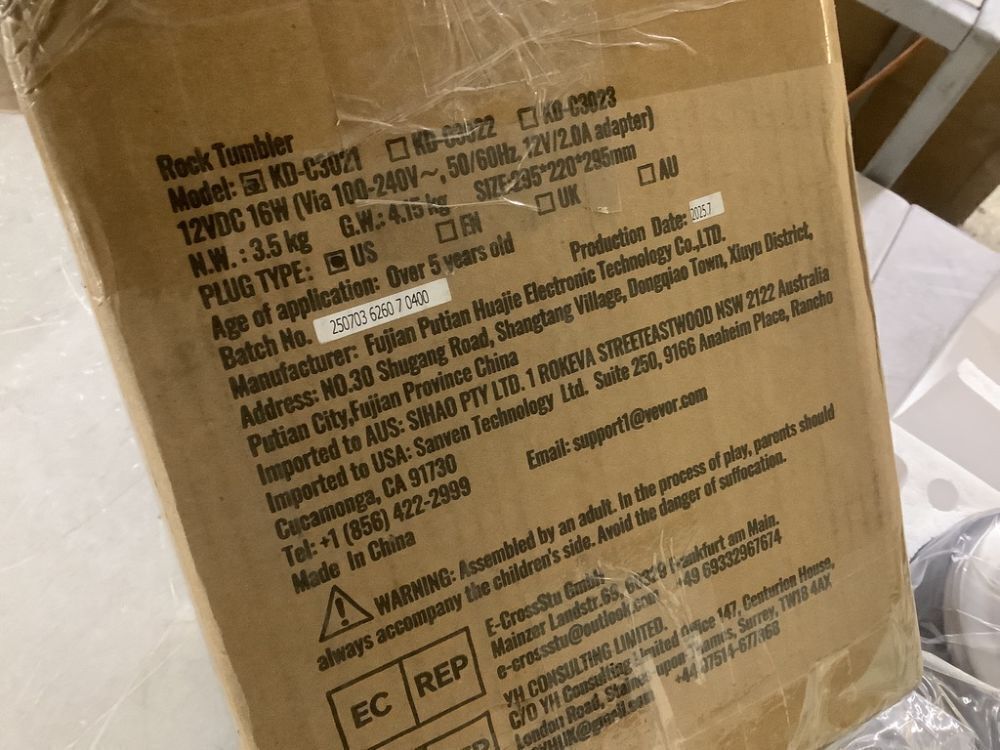 Rock Tumbler
Model: KD-C3021 KD-C3022 KD-C3023
12VDC 16W (Via 100-240V~, 50/60Hz, 12V/2.0A adapter)
N.W. : 3.5 kg G.W.: 4.15 kg SIZE:295*220*295mm
PLUG TYPE: US EN UK AU
Age of application: Over 5 years old
Batch No. 250703 6260 7 0400 Production Date: 2025.7
Manufacturer: Fujian Putian Huajie Electronic Technology Co.,LTD.
Address: NO.30 Shugang Road, Shangtang Village, Dongqiao Town, Xiuyu District,
Putian City,Fujian Province China
Imported to AUS: SIHAO PTY LTD. 1 ROKEVA STREETEASTWOOD NSW 2122 Australia
Imported to USA: Sanven Technology Ltd. Suite 250, 9166 Anaheim Place, Rancho
Cucamonga, CA 91730
Tel: +1 (856) 422-2999 Email: support1@vevor.com
Made In China
WARNING: Assembled by an adult. In the process of play, parents should
always accompany the children's side. Avoid the danger of suffocation.
EC REP
E-CrossStu GmbH
Mainzer Landstr.69, 60329 Frankfurt am Main.
e-crossstu@outlook.com +49 69332967674
YH CONSULTING LIMITED.
C/O YH Consulting Limited Office 147, Centurion House,
London Road, Staines-upon-Thames, Surrey, TW18 4AX
+44 07514-677168